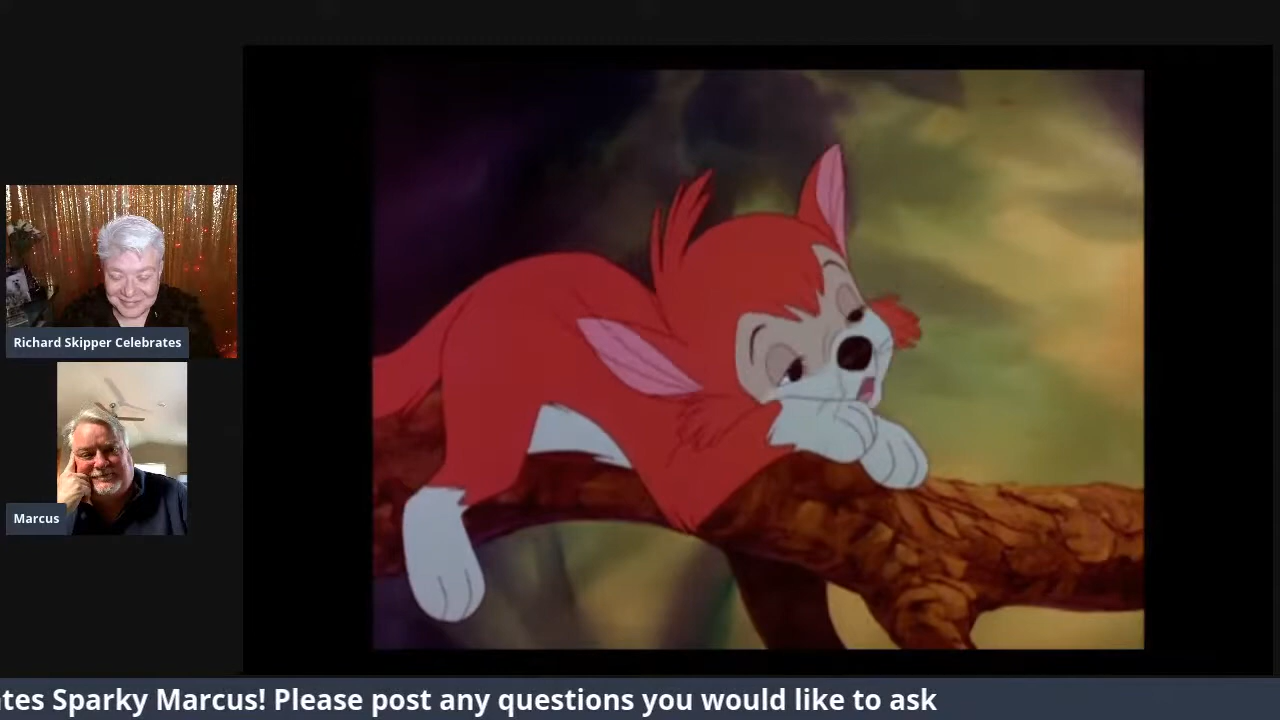 Richard Skipper Celebrates
Marcus
tes Sparky Marcus! Please post any questions you would like to ask